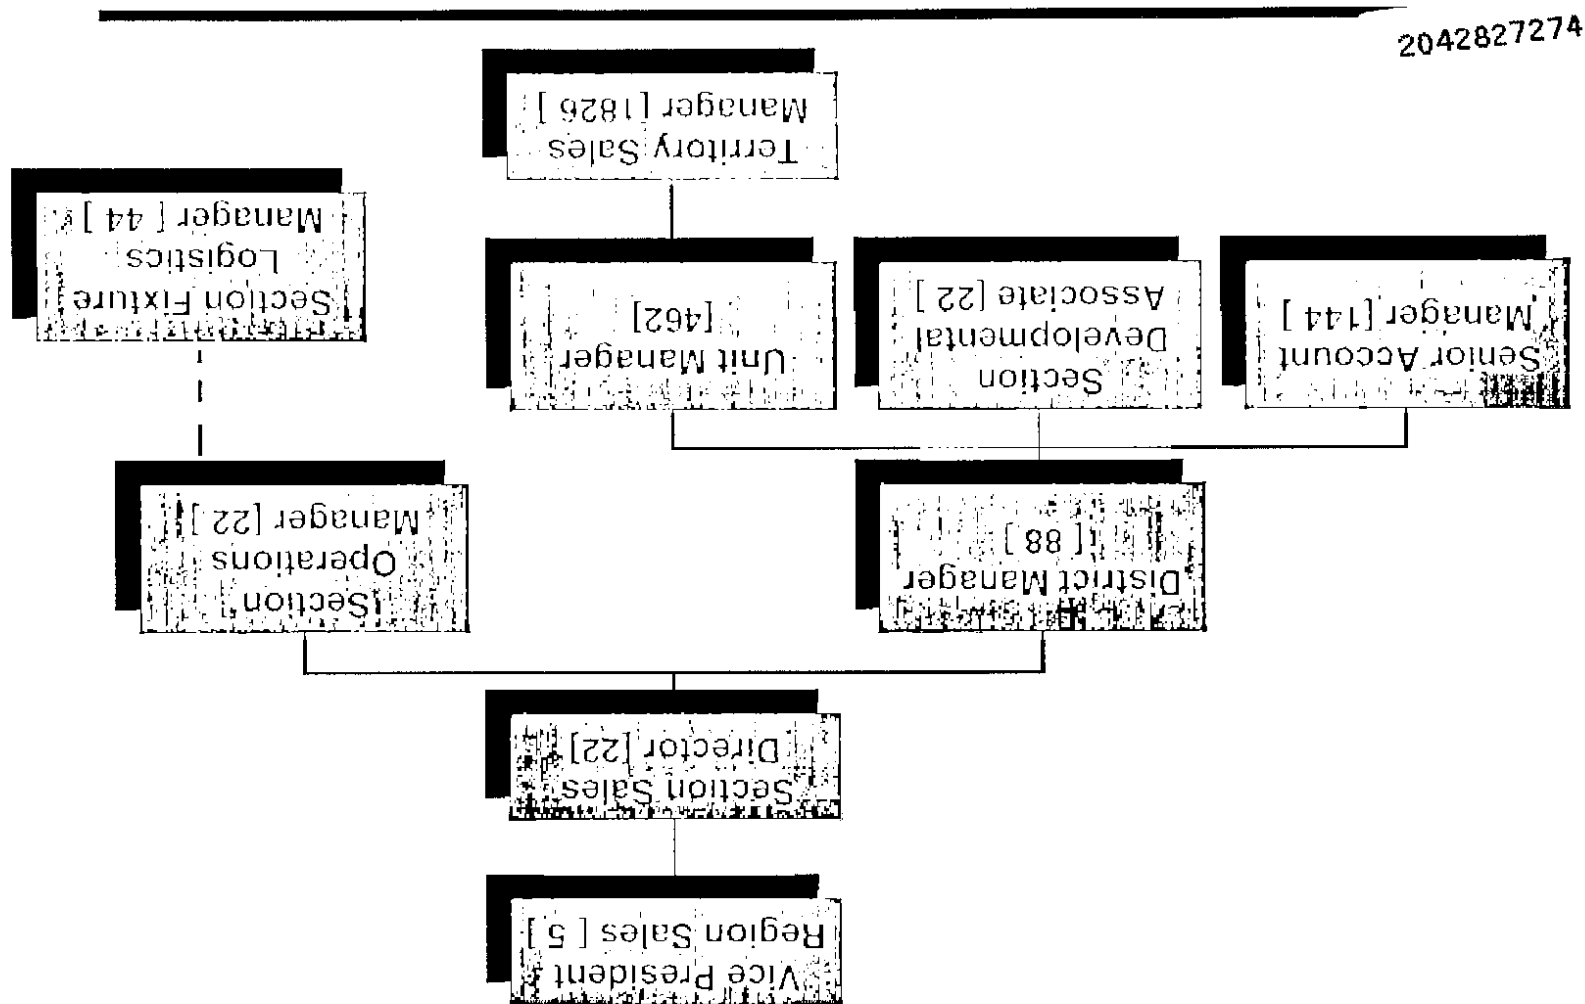 Vice President
Region Sales [ 5 ]
Section Sales
Director [22]
District Manager
[ 88 ]
Section
Operations
Manager [22 ]
Senior Account
Manager [144 ]
Section
Developmental
Associate [22 ]
Unit Manager
[462]
Section Fixture
Logistics
Manager [ 44 ]
Territory Sales
Manager [1826 ]
2042827274